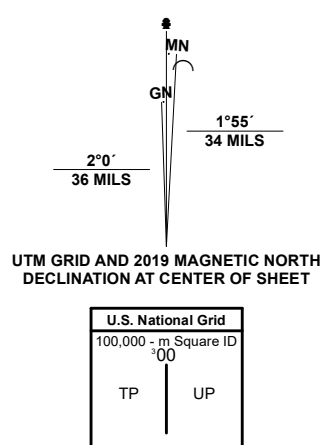 MN
GN
1°55´
34 MILS
2°0´
36 MILS
UTM GRID AND 2019 MAGNETIC NORTH
DECLINATION AT CENTER OF SHEET
U.S. National Grid
100,000 - m Square ID
³00
TP UP